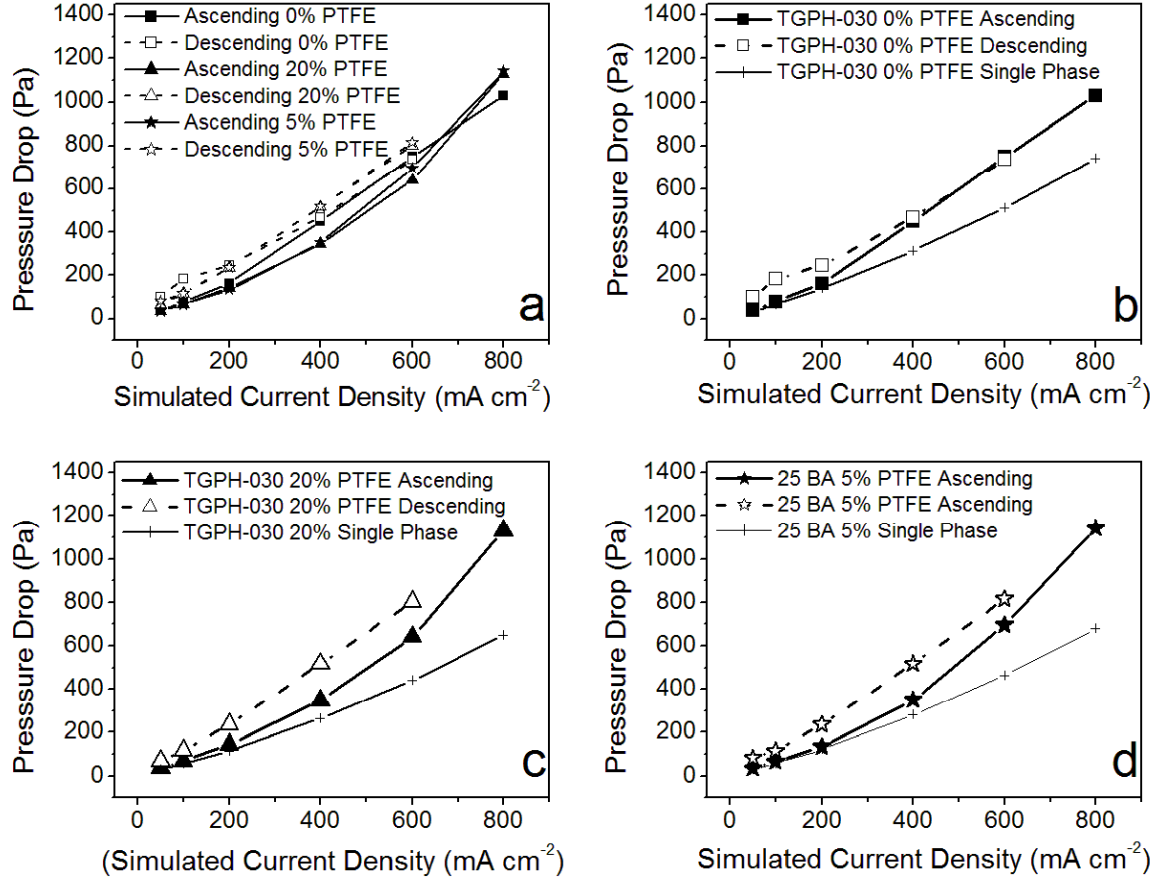 Ascending 0% PTFE
Descending 0% PTFE
Ascending 20% PTFE
Descending 20% PTFE
Ascending 5% PTFE
Descending 5% PTFE
1400
1200
1000
800
600
400
200
0
Presssure Drop (Pa)
0 200 400 600 800
Simulated Current Density (mA cm-2)
a
TGPH-030 0% PTFE Ascending
TGPH-030 0% PTFE Descending
TGPH-030 0% PTFE Single Phase
1400
1200
1000
800
600
400
200
0
Presssure Drop (Pa)
0 200 400 600 800
Simulated Current Density (mA cm-2)
b
TGPH-030 20% PTFE Ascending
TGPH-030 20% PTFE Descending
TGPH-030 20% Single Phase
1400
1200
1000
800
600
400
200
0
Presssure Drop (Pa)
0 200 400 600 800
(Simulated Current Density (mA cm-2)
c
25 BA 5% PTFE Ascending
25 BA 5% PTFE Ascending
25 BA 5% Single Phase
1400
1200
1000
800
600
400
200
0
Presssure Drop (Pa)
0 200 400 600 800
Simulated Current Density (mA cm-2)
d